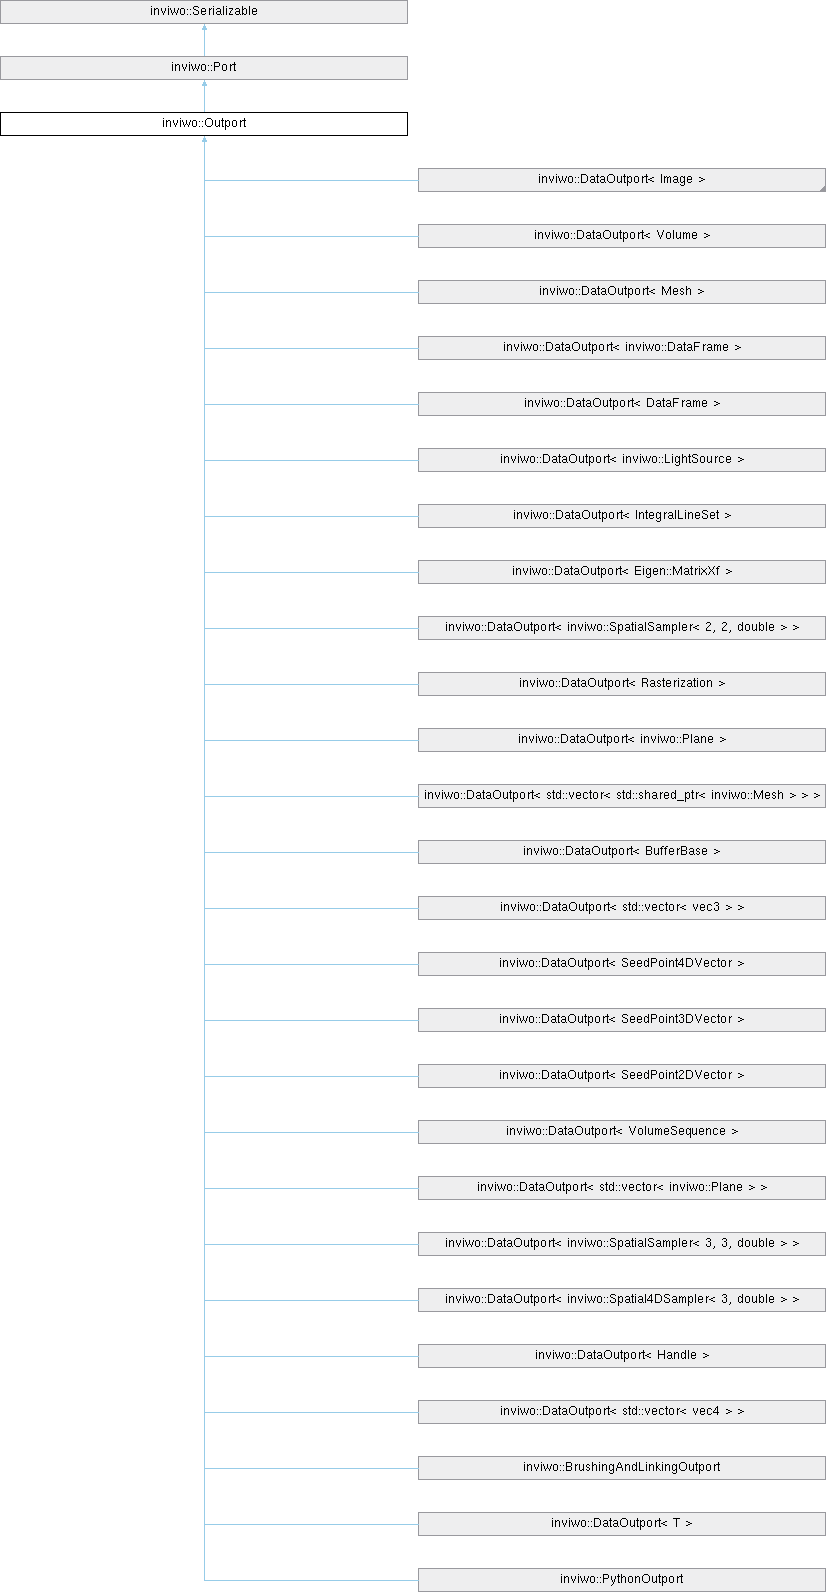 inviwo::Serializable
inviwo::Port
inviwo::Outport
inviwo::DataOutport< Image >
inviwo::DataOutport< Volume >
inviwo::DataOutport< Mesh >
inviwo::DataOutport< inviwo::DataFrame >
inviwo::DataOutport< DataFrame >
inviwo::DataOutport< inviwo::LightSource >
inviwo::DataOutport< IntegralLineSet >
inviwo::DataOutport< Eigen::MatrixXf >
inviwo::DataOutport< inviwo::SpatialSampler< 2, 2, double > >
inviwo::DataOutport< Rasterization >
inviwo::DataOutport< inviwo::Plane >
inviwo::DataOutport< std::vector< std::shared_ptr< inviwo::Mesh > > >
inviwo::DataOutport< BufferBase >
inviwo::DataOutport< std::vector< vec3 > >
inviwo::DataOutport< SeedPoint4DVector >
inviwo::DataOutport< SeedPoint3DVector >
inviwo::DataOutport< SeedPoint2DVector >
inviwo::DataOutport< VolumeSequence >
inviwo::DataOutport< std::vector< inviwo::Plane > >
inviwo::DataOutport< inviwo::SpatialSampler< 3, 3, double > >
inviwo::DataOutport< inviwo::Spatial4DSampler< 3, double > >
inviwo::DataOutport< Handle >
inviwo::DataOutport< std::vector< vec4 > >
inviwo::BrushingAndLinkingOutport
inviwo::DataOutport< T >
inviwo::PythonOutport